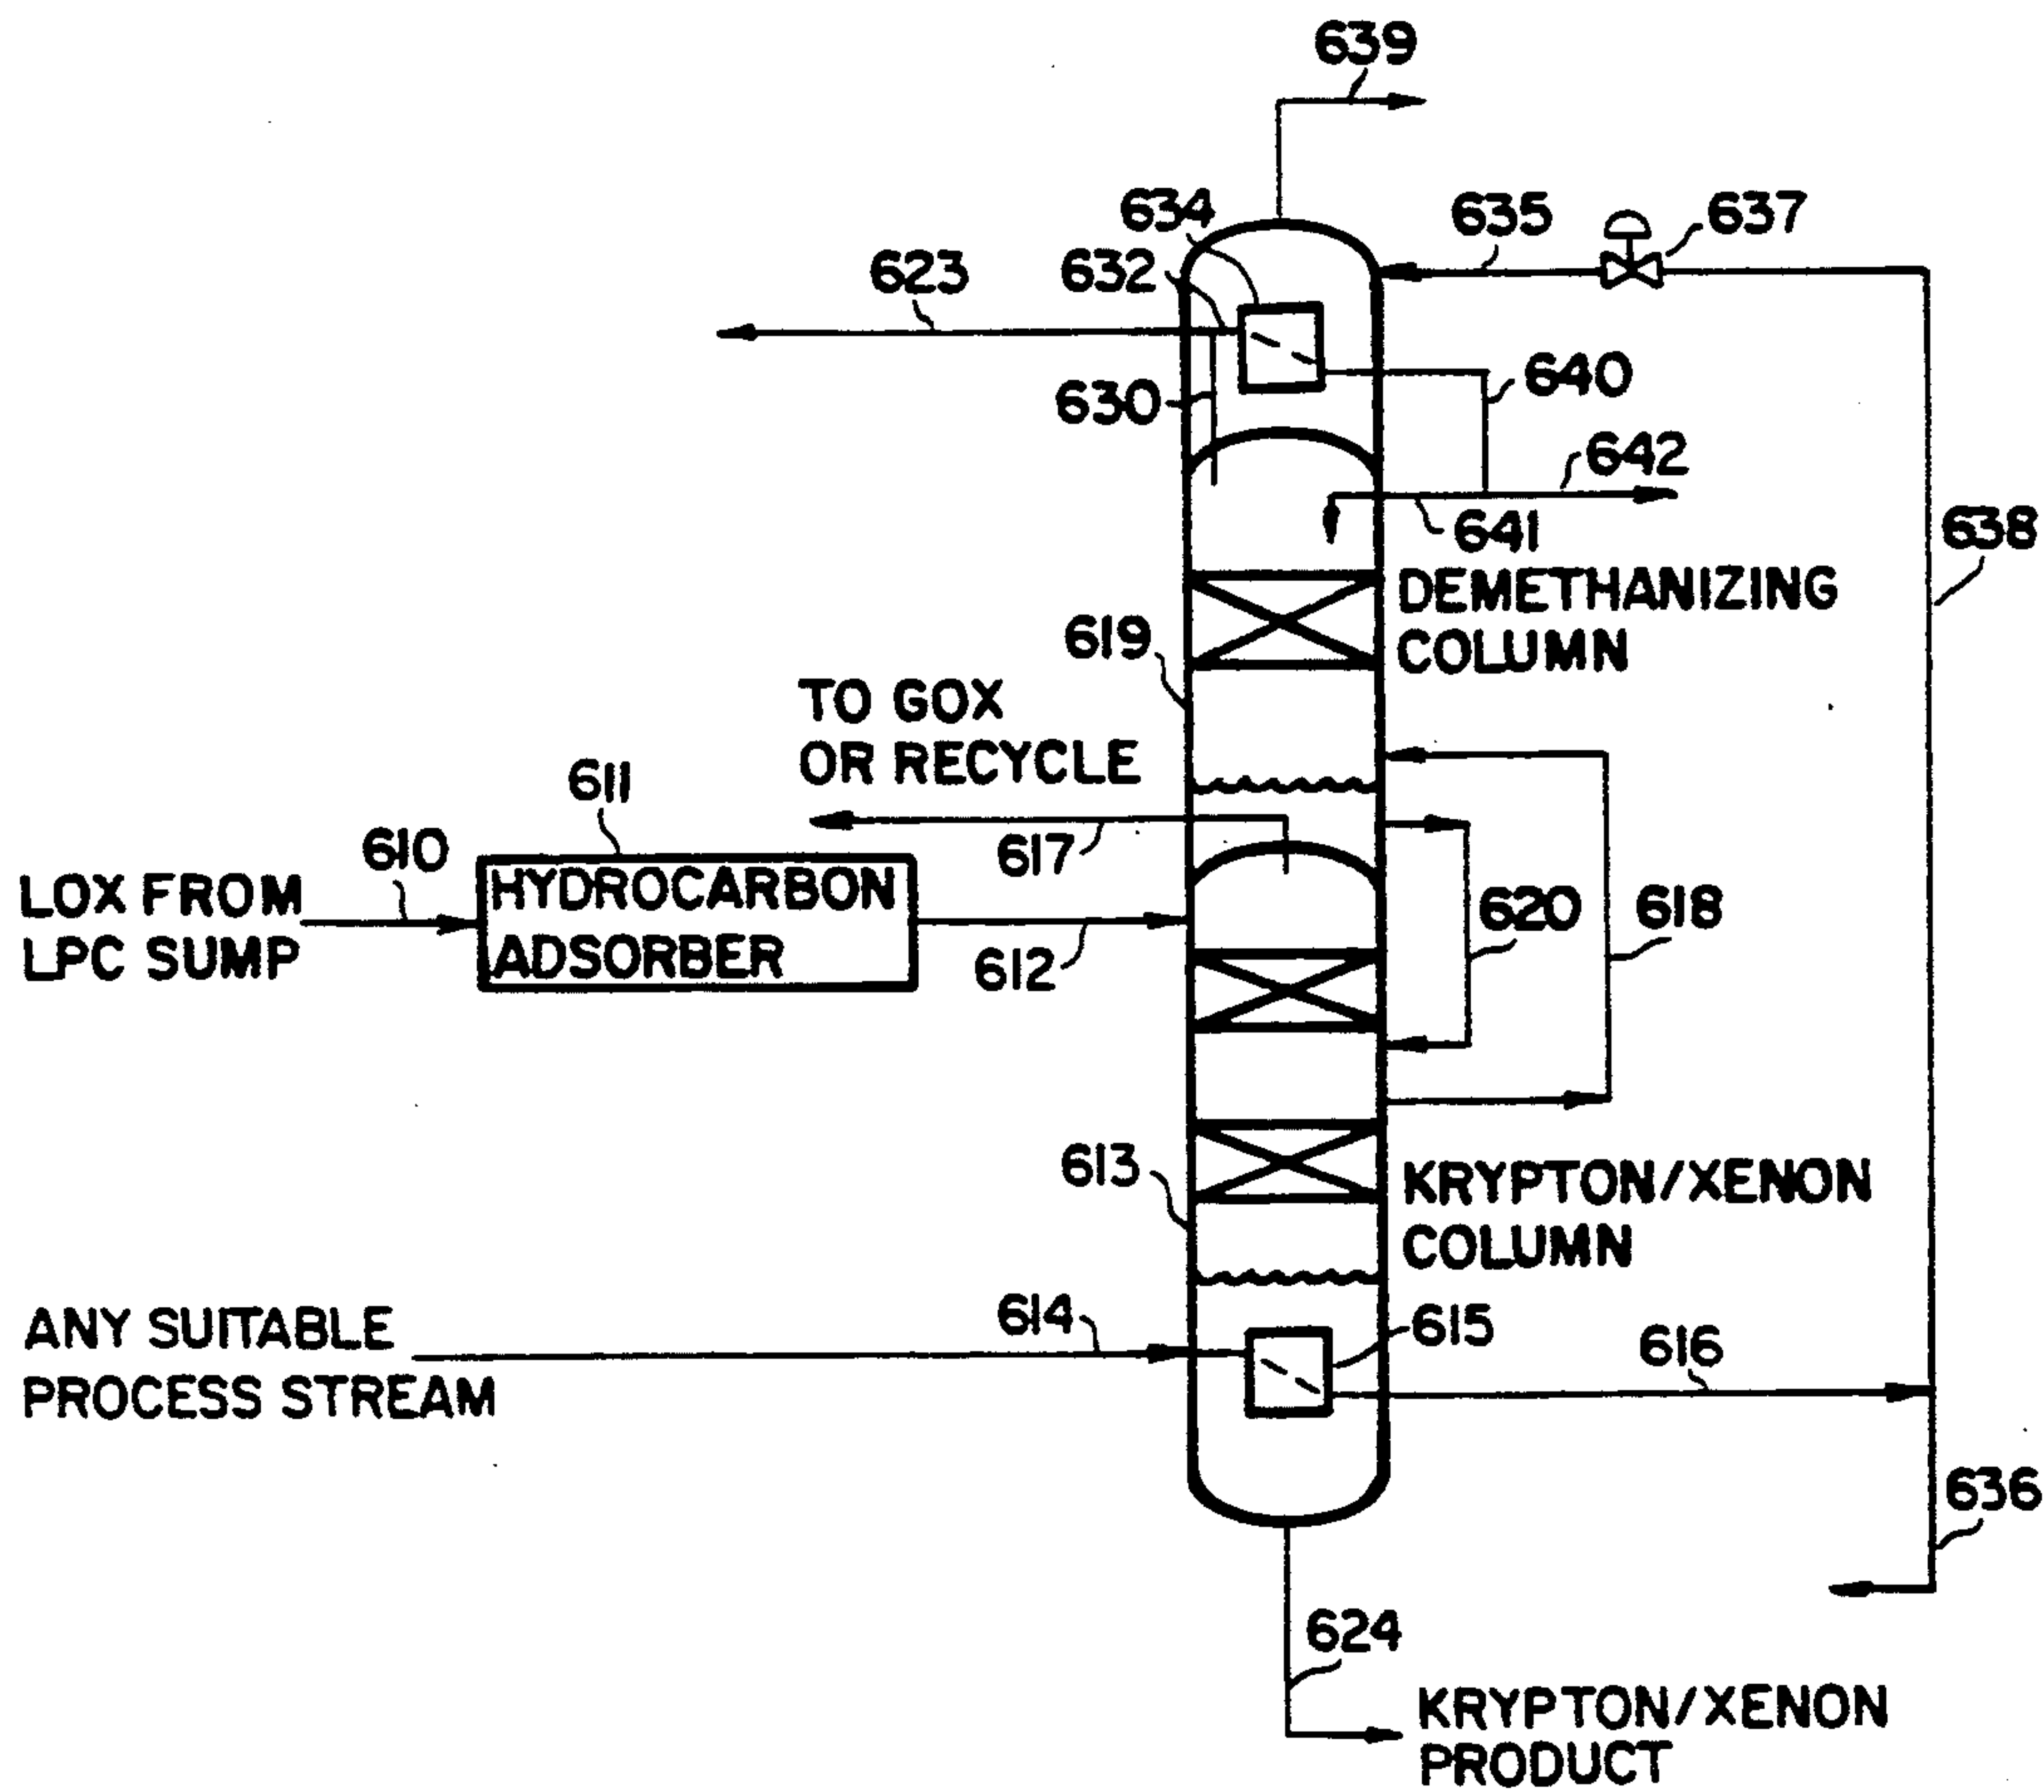 639
634
635
637
632
623
630
640
642
641
638
DEMETHANIZING
COLUMN
619
TO GOX
OR RECYCLE
611
610
617
LOX FROM
LPC SUMP
HYDROCARBON
ADSORBER
612
620
618
613
KRYPTON/XENON
COLUMN
ANY SUITABLE
PROCESS STREAM
614
615
616
636
624
KRYPTON/XENON
PRODUCT